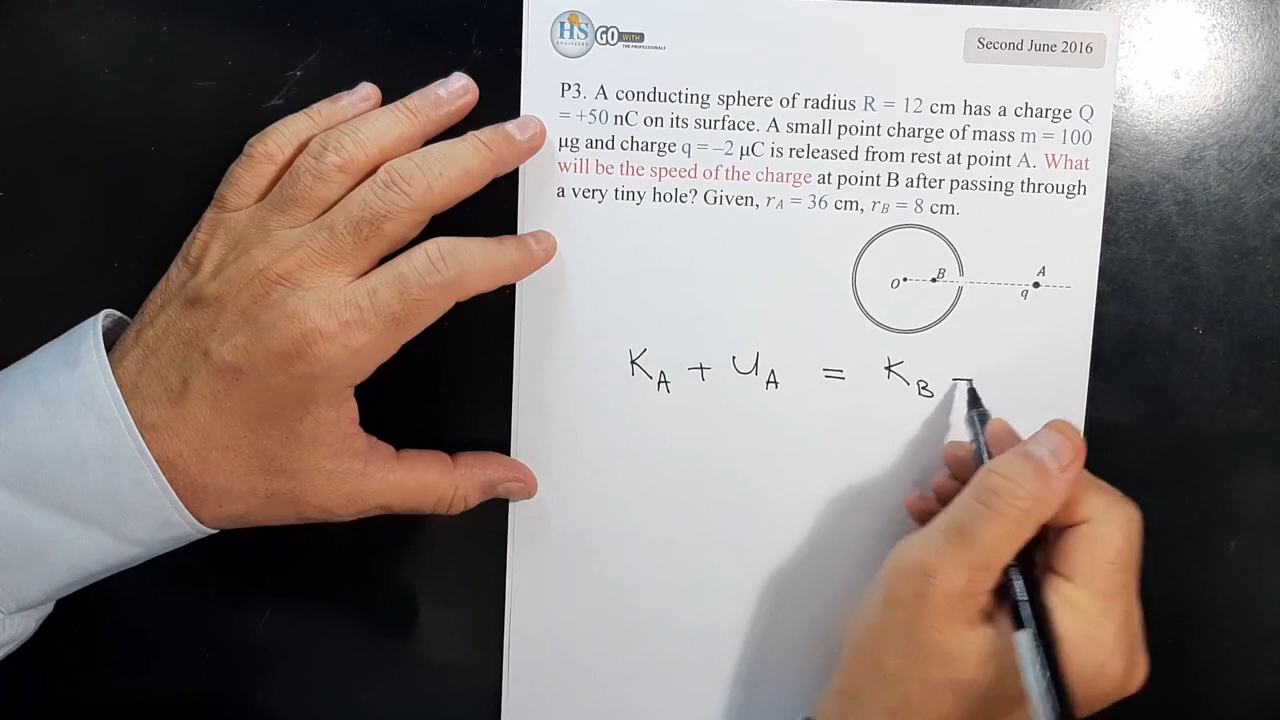 HS
ENGINEERS
GO WITH
THE PROFESSIONALS
Second June 2016
P3. A conducting sphere of radius R = 12 cm has a charge Q
= +50 nC on its surface. A small point charge of mass m = 100
μg and charge q = −2 μC is released from rest at point A. What
will be the speed of the charge at point B after passing through
a very tiny hole? Given, rA = 36 cm, rB = 8 cm.
O B A
q
KA + UA = KB −